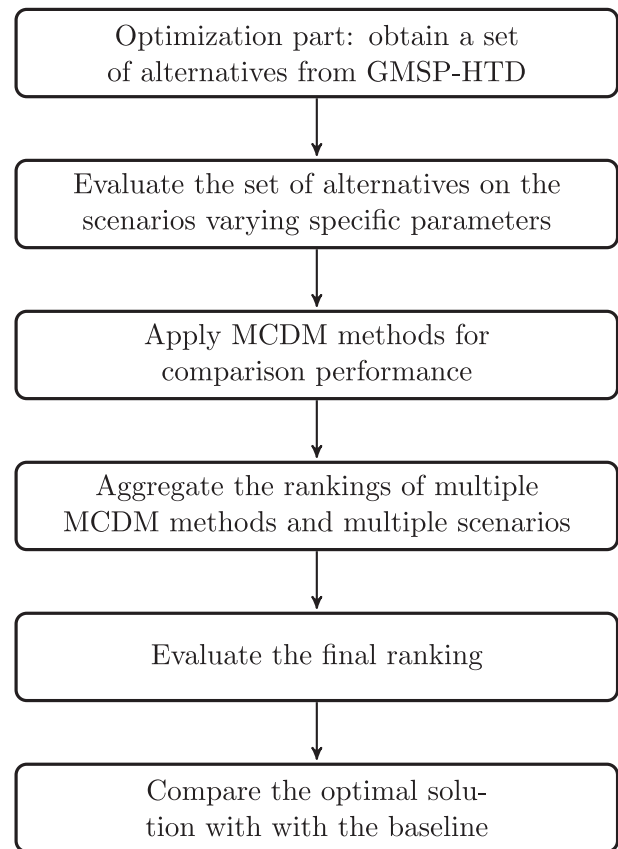 Optimization part: obtain a set
of alternatives from GMSP-HTD
Evaluate the set of alternatives on the
scenarios varying specific parameters
Apply MCDM methods for
comparison performance
Aggregate the rankings of multiple
MCDM methods and multiple scenarios
Evaluate the final ranking
Compare the optimal solu-
tion with with the baseline